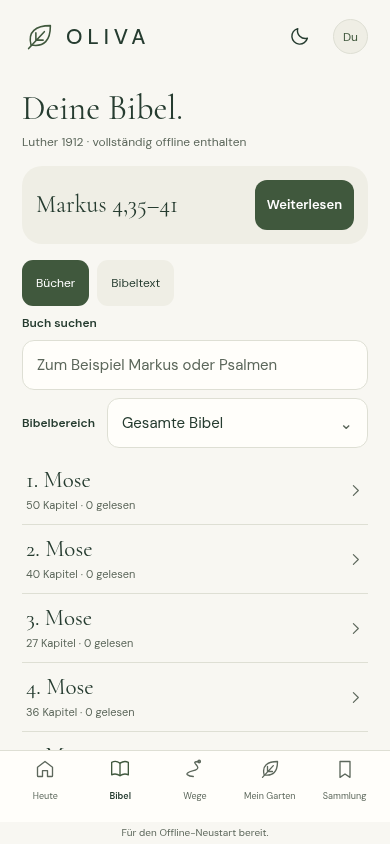 OLIVA
Du
Deine Bibel.
Luther 1912 · vollständig offline enthalten
Markus 4,35–41
Weiterlesen
Bücher
Bibeltext
Buch suchen
Zum Beispiel Markus oder Psalmen
Bibelbereich
Gesamte Bibel
1. Mose
50 Kapitel · 0 gelesen
2. Mose
40 Kapitel · 0 gelesen
3. Mose
27 Kapitel · 0 gelesen
4. Mose
36 Kapitel · 0 gelesen
Heute
Bibel
Wege
Mein Garten
Sammlung
Für den Offline-Neustart bereit.